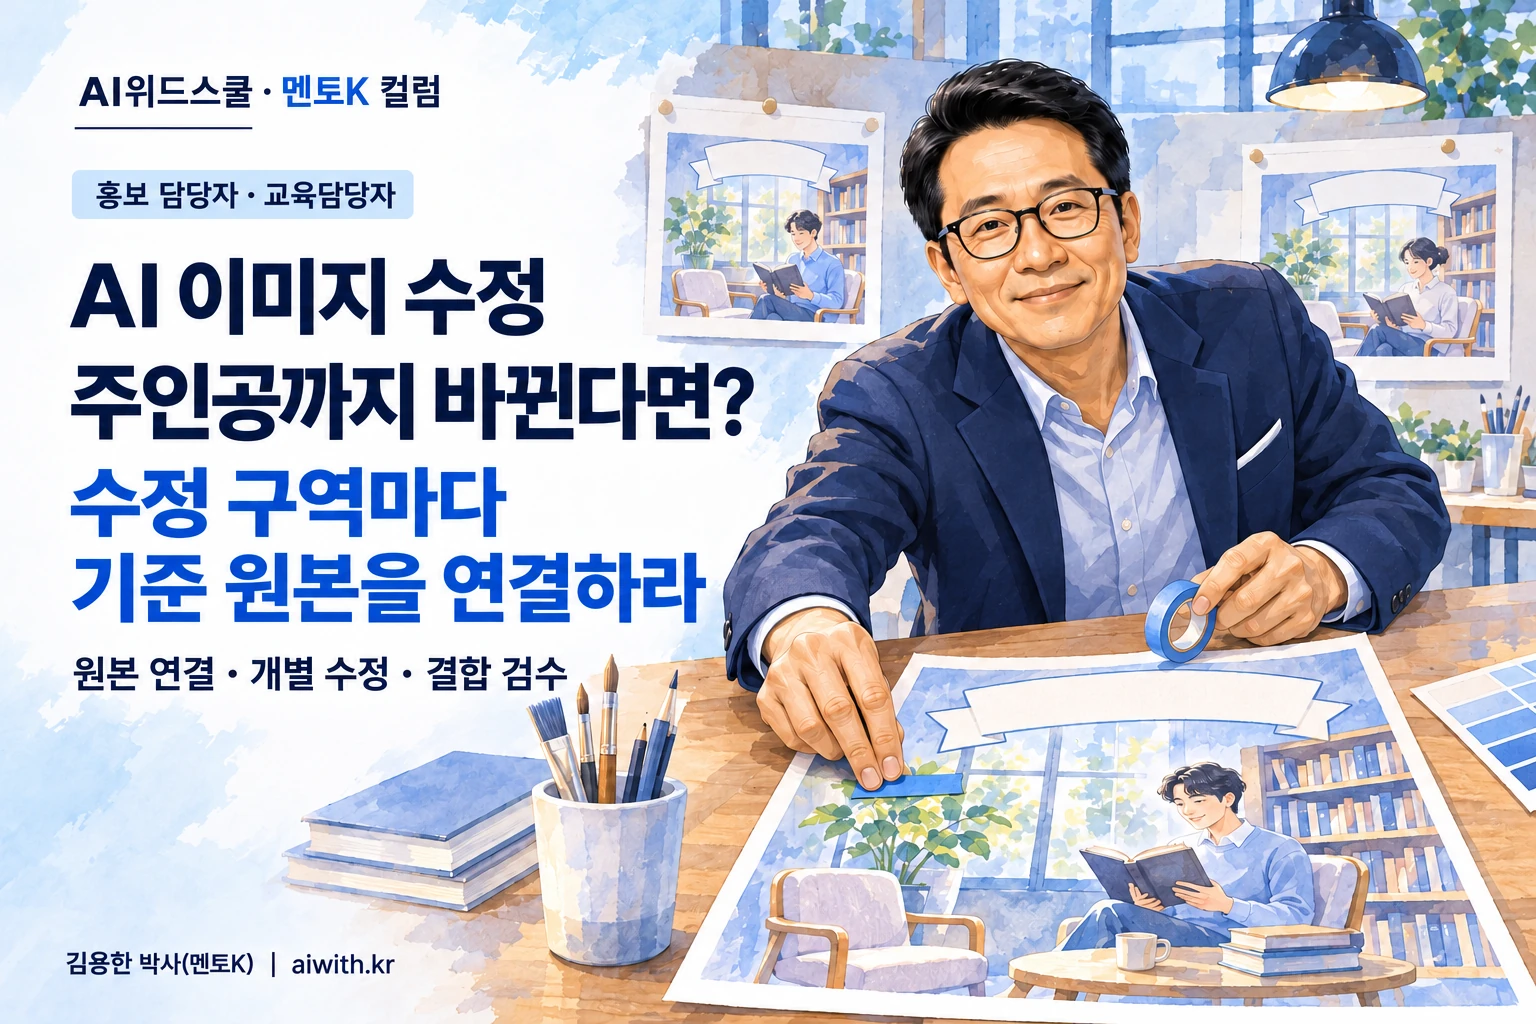 AI위드스쿨 · 멘토K 컬럼
홍보 담당자 · 교육담당자
AI 이미지 수정
주인공까지 바뀐다면?
수정 구역마다
기준 원본을 연결하라
원본 연결 · 개별 수정 · 결합 검수
김용한 박사(멘토K) | aiwith.kr